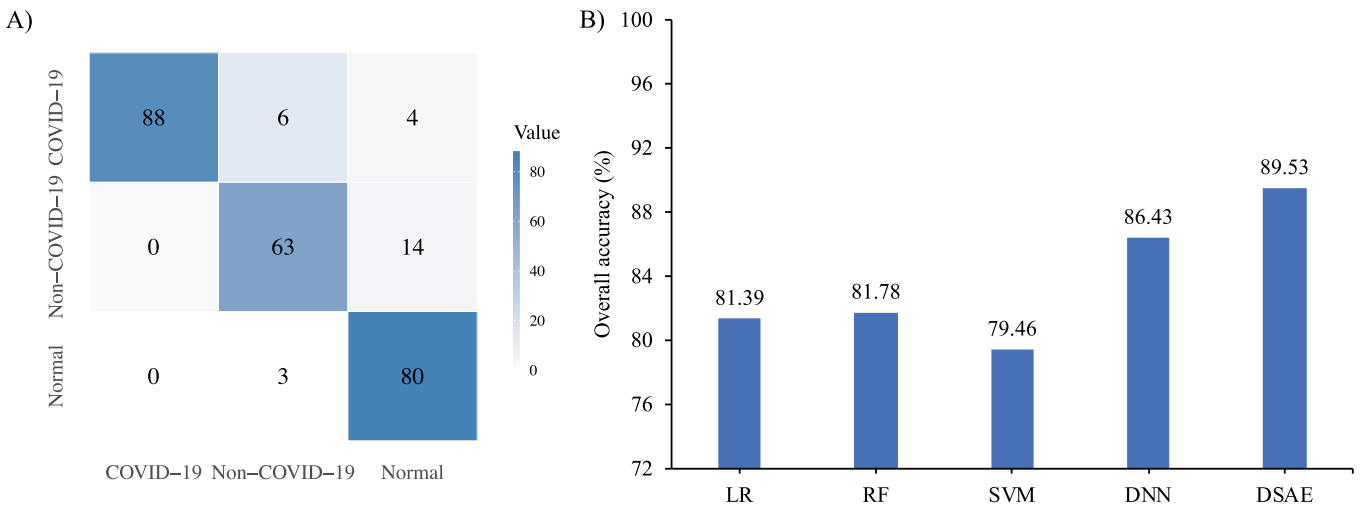 A)
COVID−19
Non−COVID−19
Normal
88
6
4
0
63
14
0
3
80
COVID−19 Non−COVID−19 Normal
Value
80
60
40
20
0
B)
Overall accuracy (%)
100
96
92
88
84
80
76
72
81.39
81.78
79.46
86.43
89.53
LR
RF
SVM
DNN
DSAE